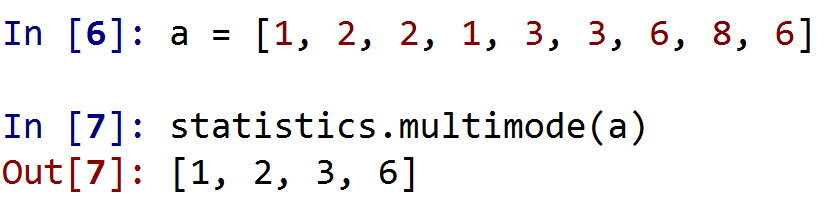 In [6]: a = [1, 2, 2, 1, 3, 3, 6, 8, 6]
In [7]: statistics.multimode(a)
Out[7]: [1, 2, 3, 6]